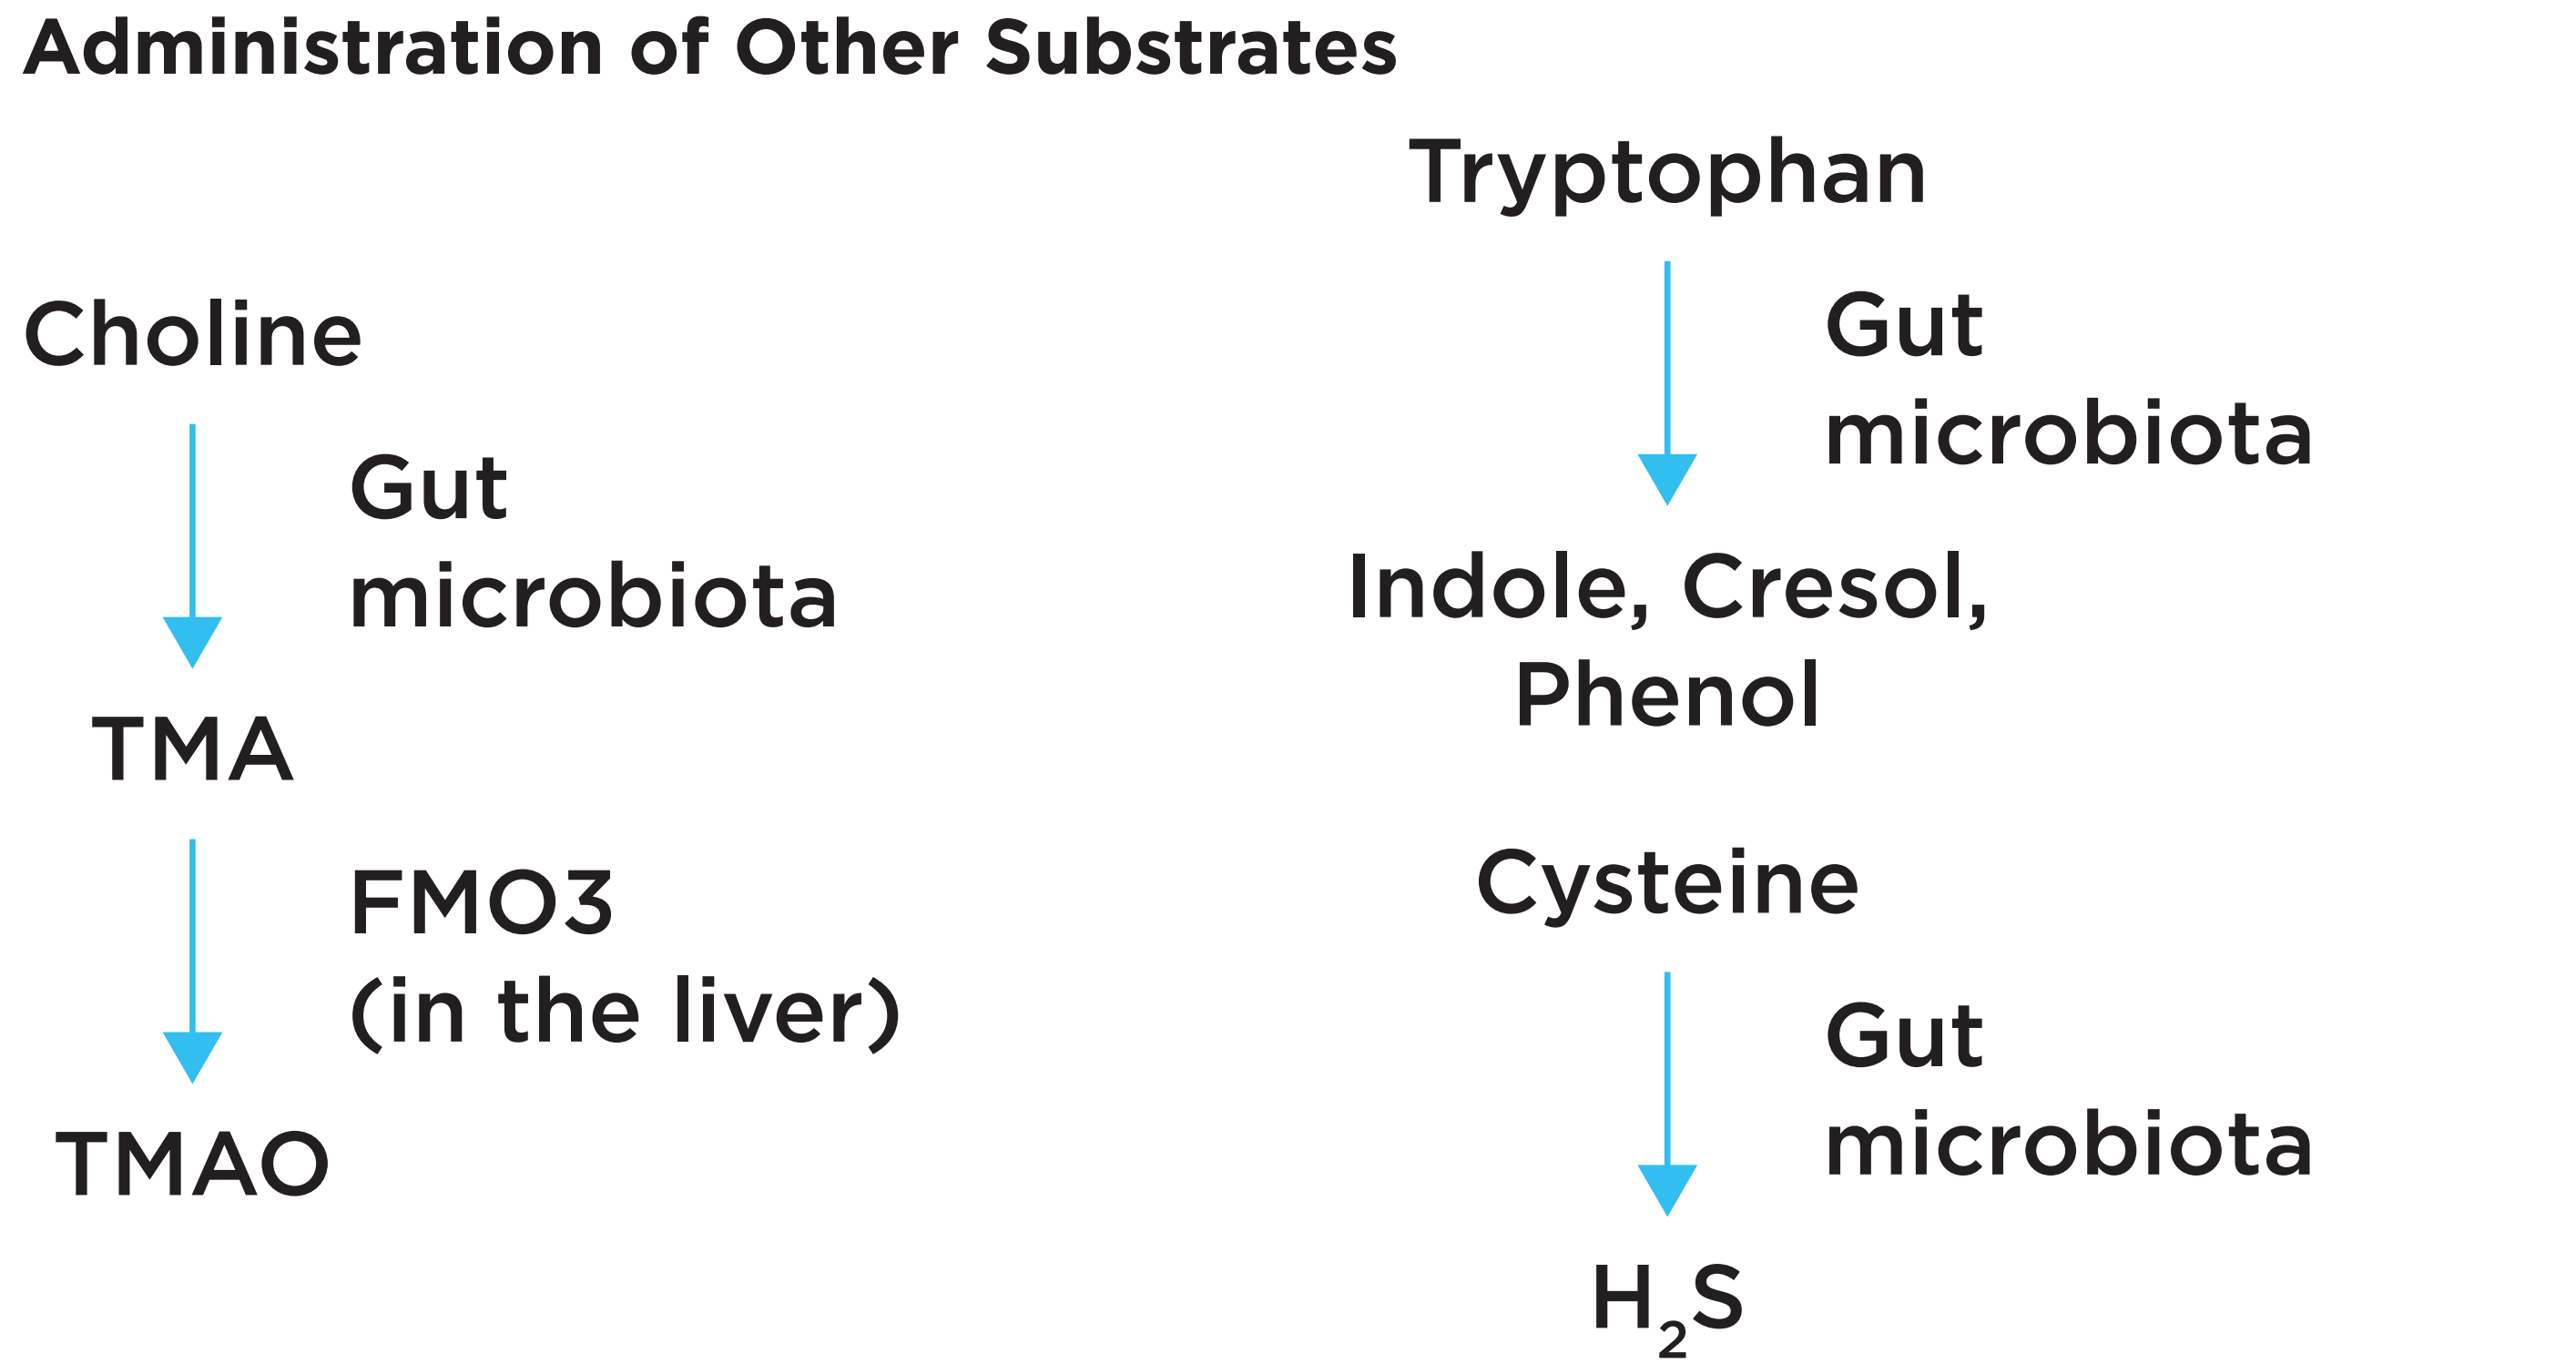 Administration of Other Substrates
Choline
Gut
microbiota
TMA
FMO3
(in the liver)
TMAO
Tryptophan
Gut
microbiota
Indole, Cresol,
Phenol
Cysteine
Gut
microbiota
H₂S